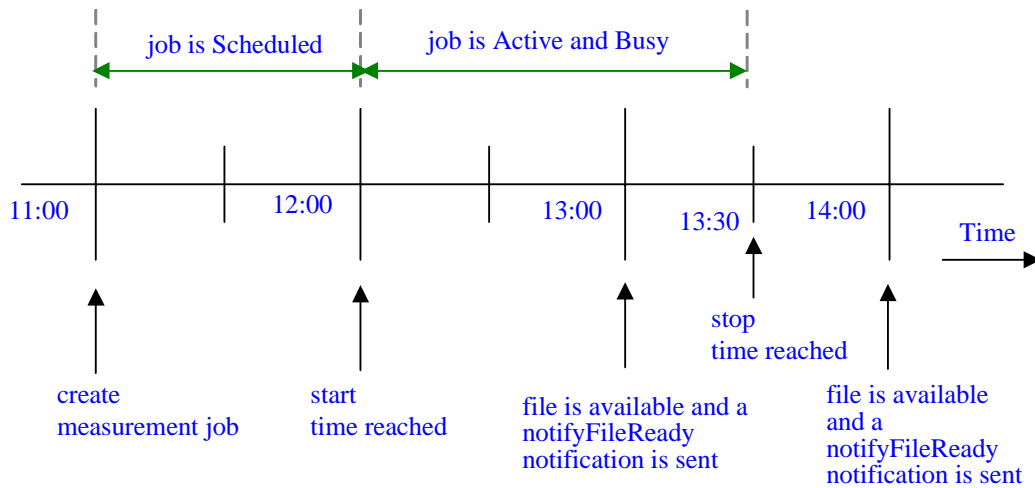 job is Scheduled
job is Active and Busy
11:00
12:00
13:00
13:30
14:00
Time
create
measurement job
start
time reached
file is available and a
notifyFileReady
notification is sent
stop
time reached
file is available
and a
notifyFileReady
notification is sent